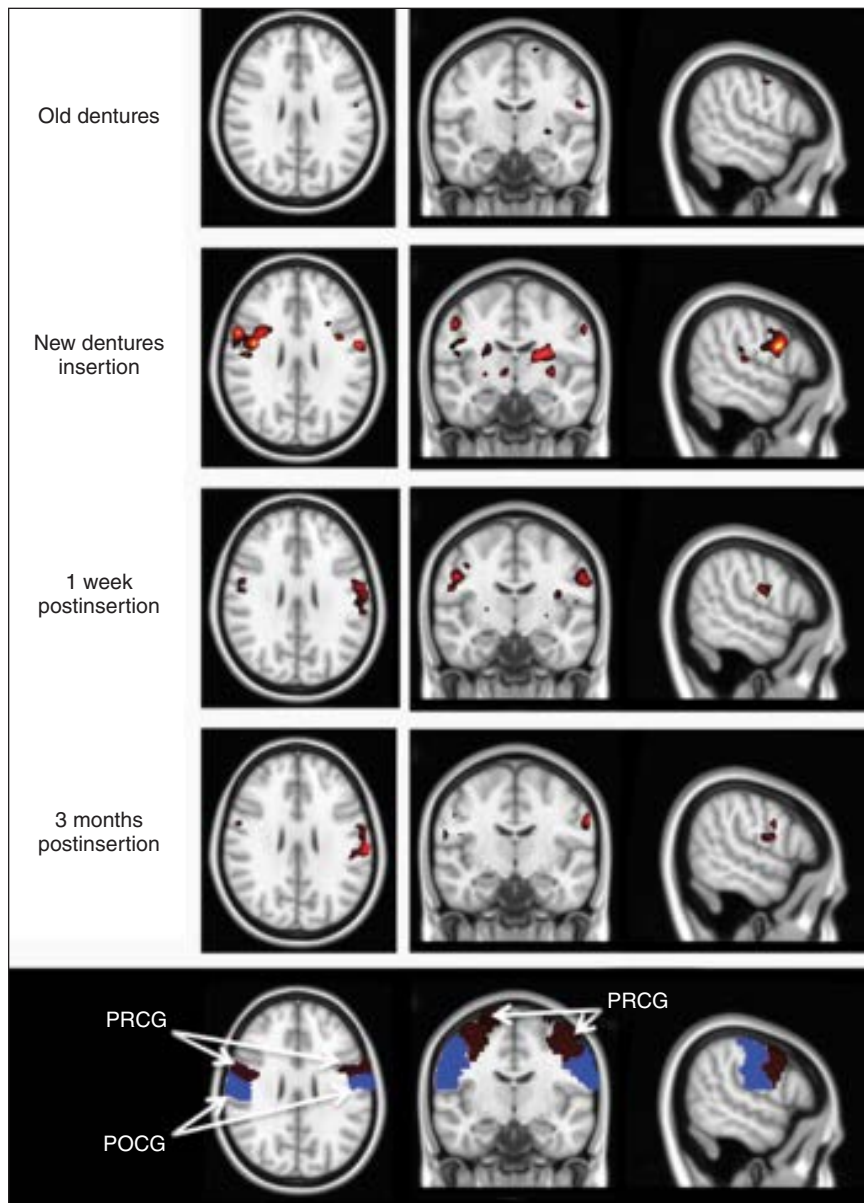 Old dentures
New dentures
insertion
1 week
postinsertion
3 months
postinsertion
PRCG
PRCG
POCG